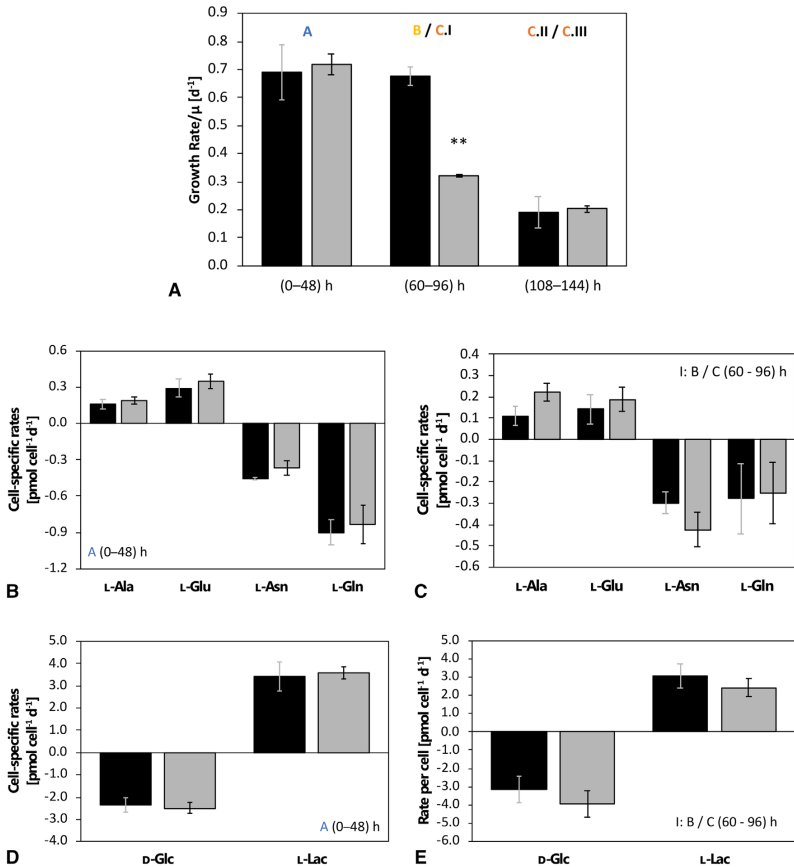 A B / C.I C.II / C.III
0.9
0.8
0.7
0.6
0.5
0.4
0.3
0.2
0.1
0.0
Growth Rate/μ [d-1]
**
(0–48) h (60–96) h (108–144) h
A
0.6
0.3
0.0
-0.3
-0.6
-0.9
-1.2
Cell-specific rates
[pmol cell-1 d-1]
A (0–48) h
L-Ala L-Glu L-Asn L-Gln
B
0.4
0.3
0.2
0.1
0.0
-0.1
-0.2
-0.3
-0.4
-0.5
-0.6
Cell-specific rates
[pmol cell-1 d-1]
I: B / C (60 - 96) h
L-Ala L-Glu L-Asn L-Gln
C
5.0
4.0
3.0
2.0
1.0
0.0
-1.0
-2.0
-3.0
-4.0
Cell-specific rates
[pmol cell-1 d-1]
A (0–48) h
D-Glc L-Lac
D
5.0
4.0
3.0
2.0
1.0
0.0
-1.0
-2.0
-3.0
-4.0
-5.0
-6.0
Rate per cell [pmol cell-1 d-1]
I: B / C (60 - 96) h
D-Glc L-Lac
E